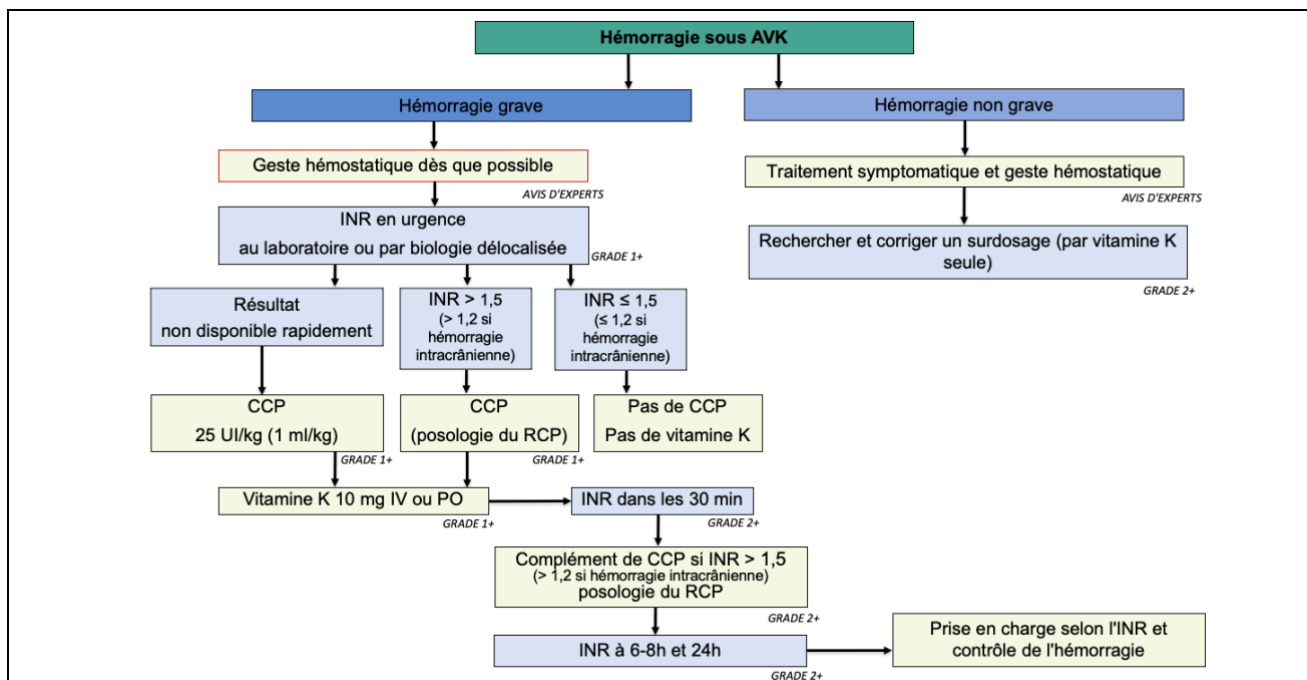 Hémorragie sous AVK
Hémorragie grave
Hémorragie non grave
Geste hémostatique dès que possible
AVIS D'EXPERTS
Traitement symptomatique et geste hémostatique
AVIS D'EXPERTS
INR en urgence
au laboratoire ou par biologie délocalisée
GRADE 1+
Rechercher et corriger un surdosage (par vitamine K
seule)
GRADE 2+
Résultat
non disponible rapidement
INR > 1,5
(> 1,2 si
hémorragie
intracrânienne)
INR ≤ 1,5
(≤ 1,2 si
hémorragie
intracrânienne)
CCP
25 UI/kg (1 ml/kg)
GRADE 1+
CCP
(posologie du RCP)
GRADE 1+
Pas de CCP
Pas de vitamine K
Vitamine K 10 mg IV ou PO
GRADE 1+
INR dans les 30 min
GRADE 2+
Complément de CCP si INR > 1,5
(> 1,2 si hémorragie intracrânienne)
posologie du RCP
GRADE 2+
INR à 6-8h et 24h
GRADE 2+
Prise en charge selon l'INR et
contrôle de l'hémorragie